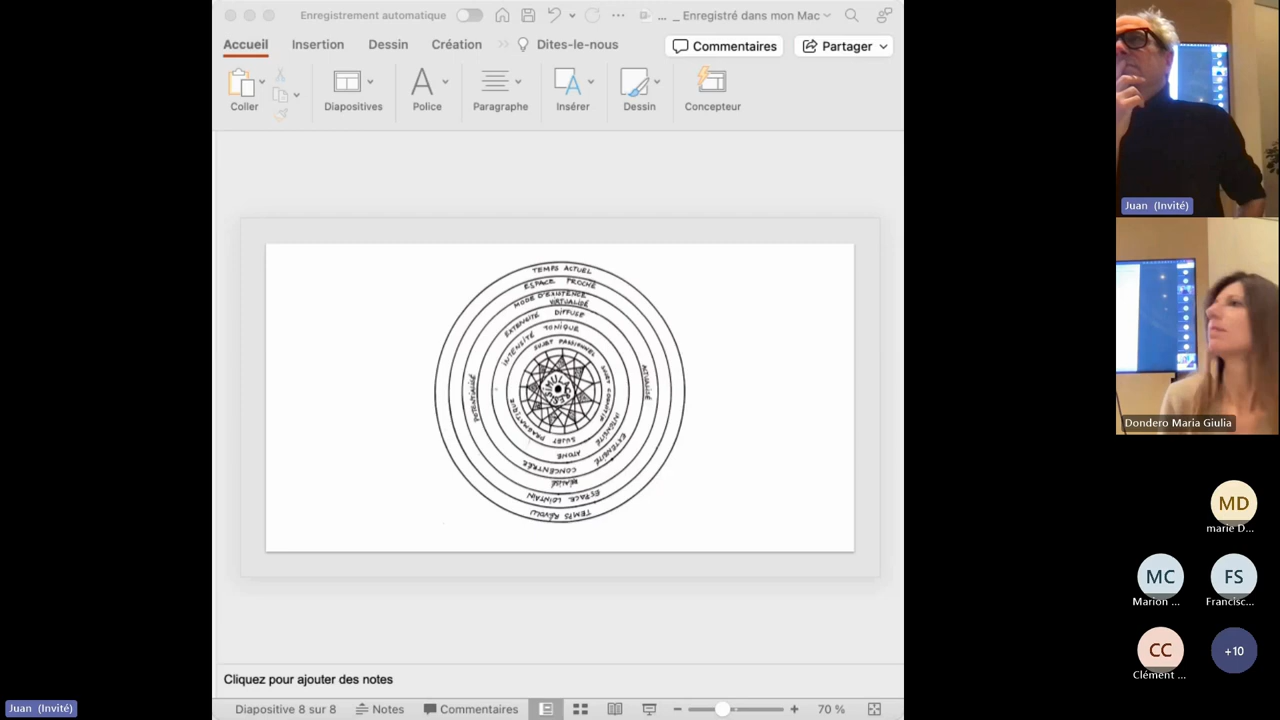 Enregistrement automatique
... _ Enregistré dans mon Mac
Accueil Insertion Dessin Création Dites-le-nous
Commentaires Partager
Coller Diapositives Police Paragraphe Insérer Dessin Concepteur
TEMPS ACTUEL
ESPACE PROCHE
MODE D'EXISTENCE
VIRTUALISÉ
EXTENSITÉ DIFFUSE
INTENSITÉ TONIQUE
SUJET PASSIONNEL
SUJET COGNITIF
SUJET PRAGMATIQUE
POTENTIALISÉ
ACTUALISÉ
INTENSITÉ
ATONE
EXTENSITÉ
CONCENTRÉE
RÉALISÉ
ESPACE LOINTAIN
TEMPS RÉVOLU
Cliquez pour ajouter des notes
Diapositive 8 sur 8 Notes Commentaires 70 %
Juan (Invité)
Juan (Invité)
Dondero Maria Giulia
MD
marie D...
MC FS
Marion ... Francisc...
CC +10
Clément ...